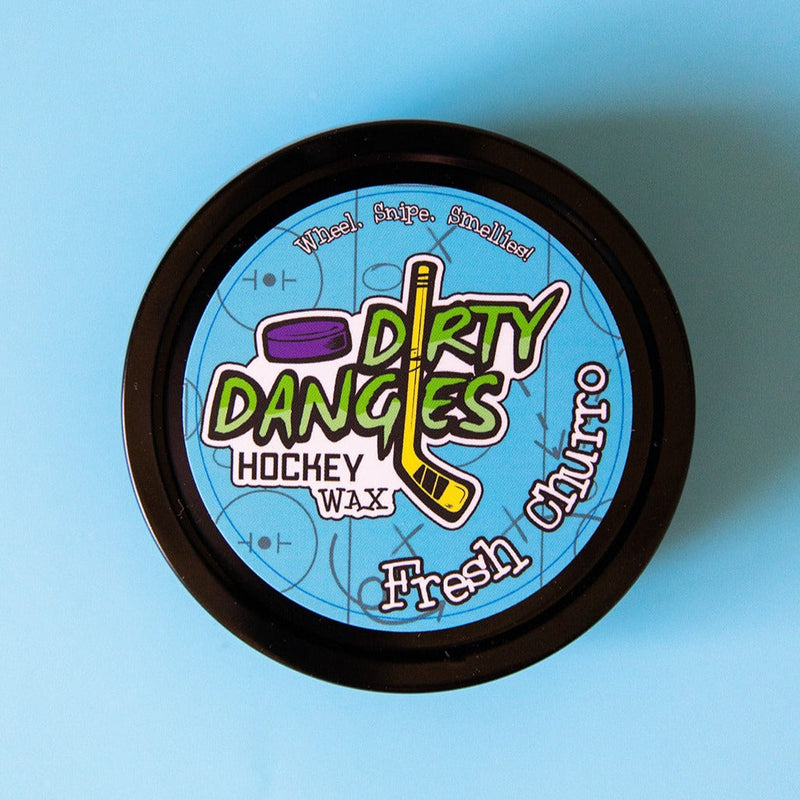 Wheel. Snipe. Smellies!
DIRTY
DANGLES
HOCKEY
WAX
Fresh Churro